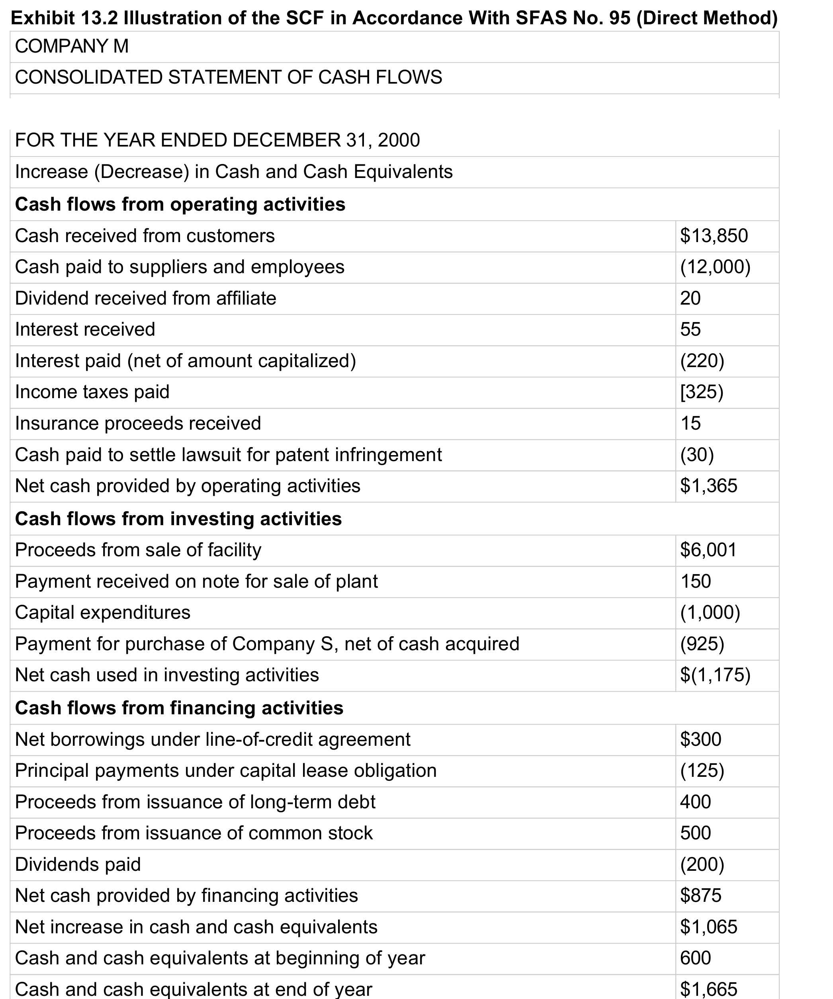 Exhibit 13.2 Illustration of the SCF in Accordance With SFAS No. 95 (Direct Method)
COMPANY M
CONSOLIDATED STATEMENT OF CASH FLOWS
FOR THE YEAR ENDED DECEMBER 31, 2000
Increase (Decrease) in Cash and Cash Equivalents
Cash flows from operating activities
Cash received from customers $13,850
Cash paid to suppliers and employees (12,000)
Dividend received from affiliate 20
Interest received 55
Interest paid (net of amount capitalized) (220)
Income taxes paid [325)
Insurance proceeds received 15
Cash paid to settle lawsuit for patent infringement (30)
Net cash provided by operating activities $1,365
Cash flows from investing activities
Proceeds from sale of facility $6,001
Payment received on note for sale of plant 150
Capital expenditures (1,000)
Payment for purchase of Company S, net of cash acquired (925)
Net cash used in investing activities $(1,175)
Cash flows from financing activities
Net borrowings under line-of-credit agreement $300
Principal payments under capital lease obligation (125)
Proceeds from issuance of long-term debt 400
Proceeds from issuance of common stock 500
Dividends paid (200)
Net cash provided by financing activities $875
Net increase in cash and cash equivalents $1,065
Cash and cash equivalents at beginning of year 600
Cash and cash equivalents at end of year $1,665